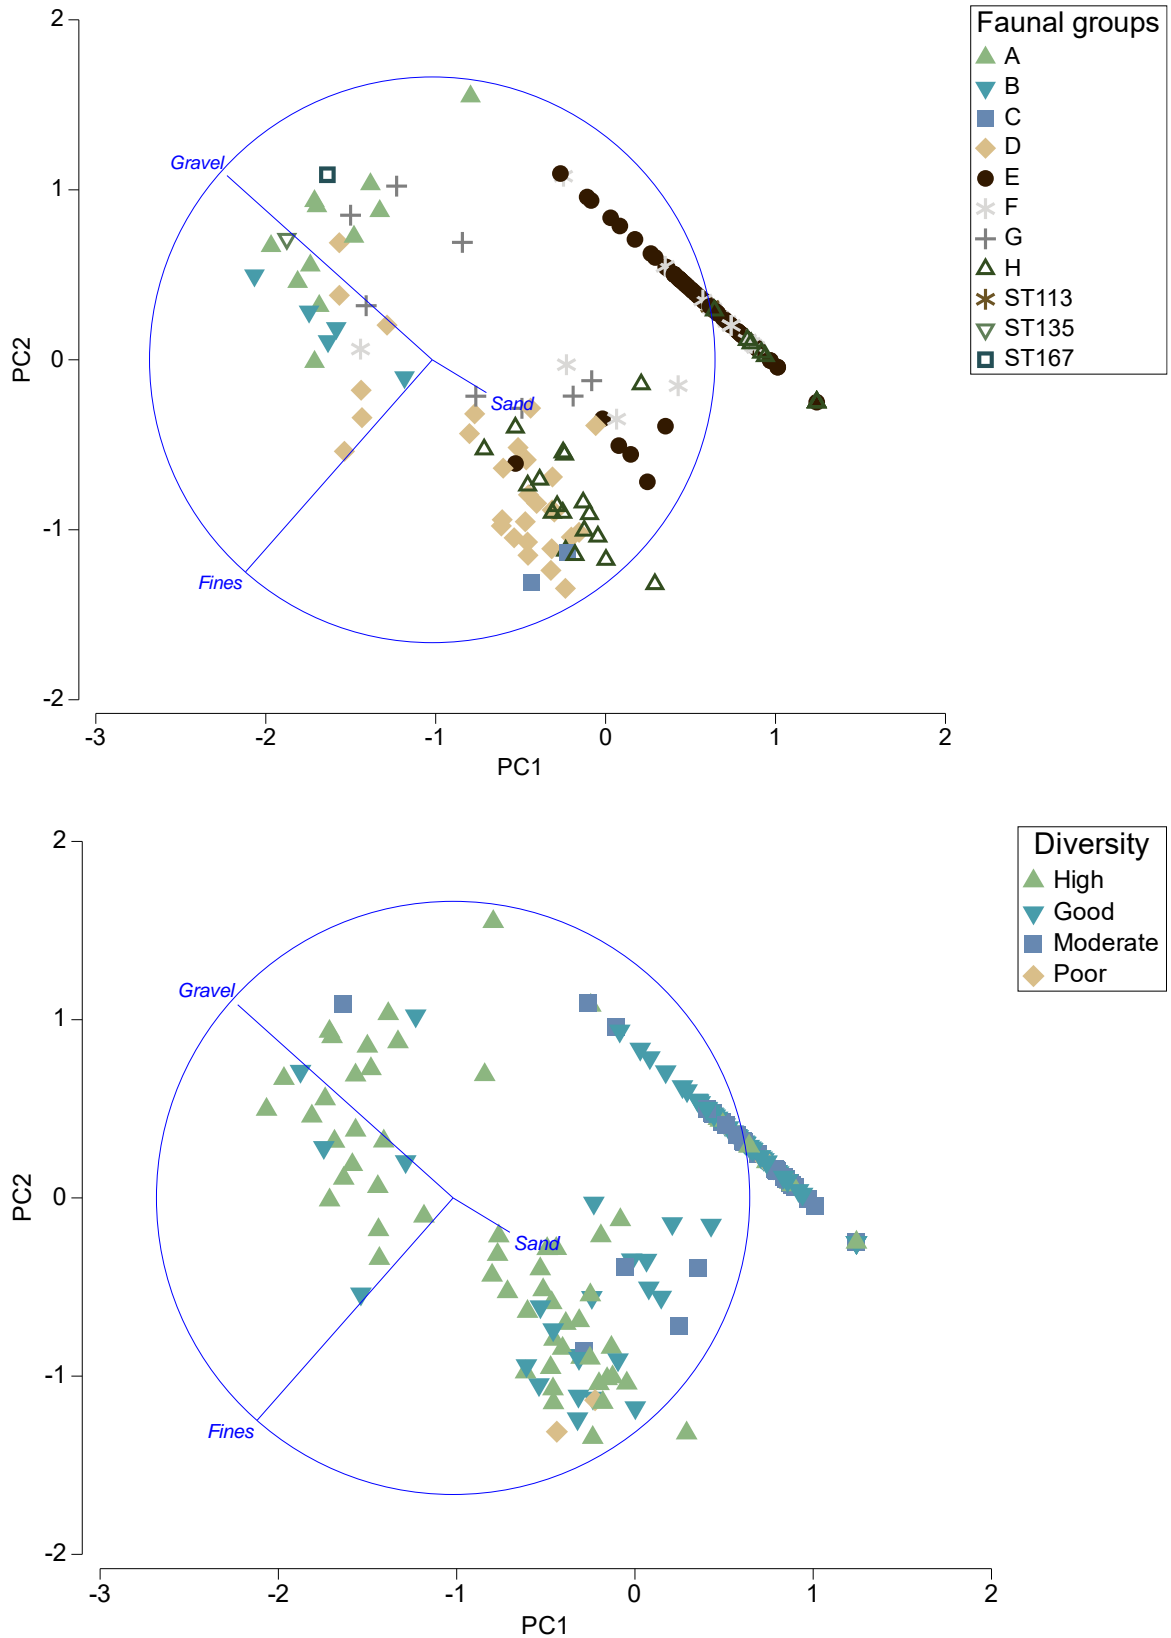 2
1
0
-1
-2
PC2
-3
-2
-1
0
1
2
PC1
Gravel
Sand
Fines
Faunal groups
A
B
C
D
E
F
G
H
ST113
ST135
ST167
2
1
0
-1
-2
PC2
-3
-2
-1
0
1
2
PC1
Gravel
Sand
Fines
Diversity
High
Good
Moderate
Poor